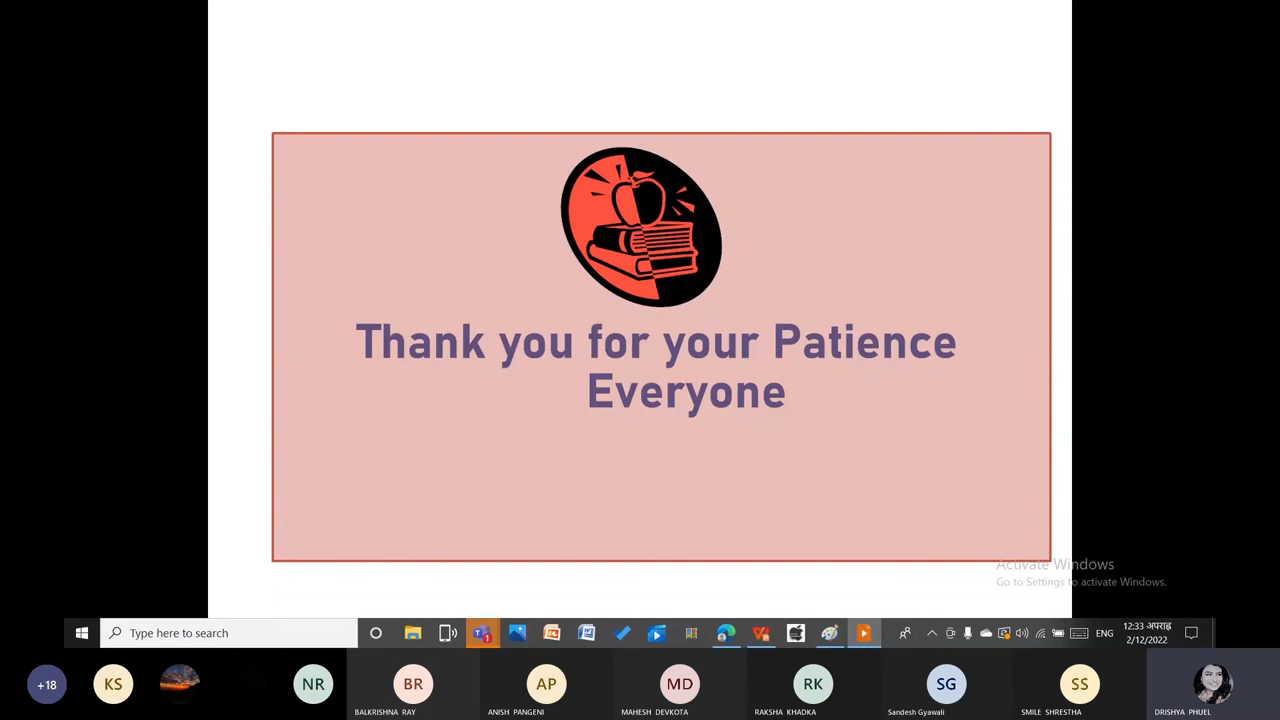 Thank you for your Patience
Everyone
Activate Windows
Go to Settings to activate Windows.
Type here to search
1
ENG
12:33 अपराह्न
2/12/2022
+18
KS
NR
BR
AP
MD
RK
SG
SS
BALKRISHNA RAY
ANISH PANGENI
MAHESH DEVKOTA
RAKSHA KHADKA
Sandesh Gyawali
SMILE SHRESTHA
DRISHYA PHUEL